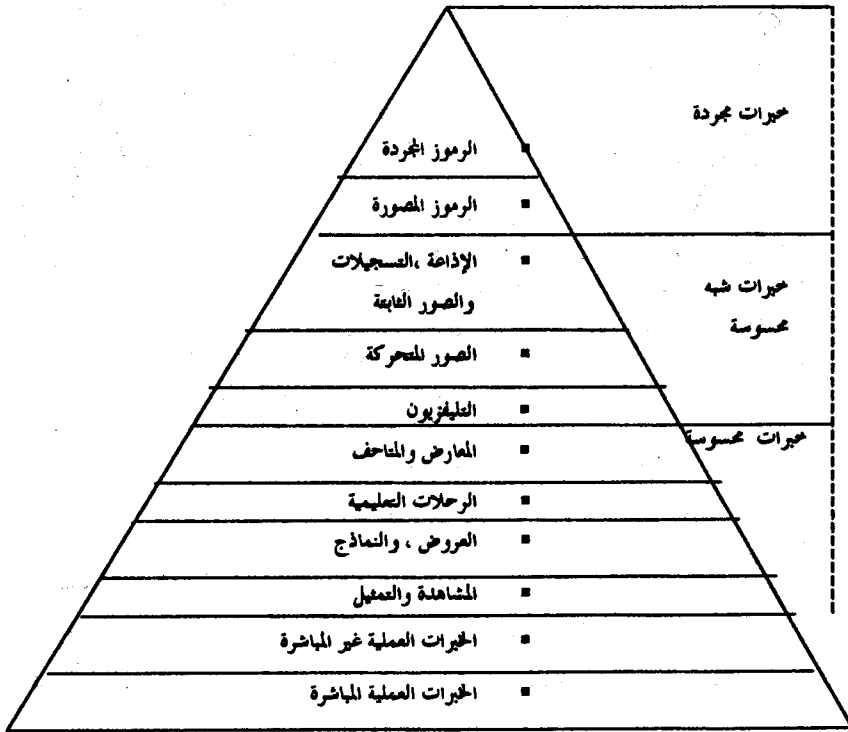 خبرات مجردة
▪ الرموز المجردة
▪ الرموز المصورة
▪ الإذاعة ،التسجيلات
والصور الثابتة
خبرات شبه
محسوسة
▪ الصور المتحركة
▪ التليفزيون
خبرات محسوسة
▪ المعارض والمتاحف
▪ الرحلات التعليمية
▪ العروض ، والنماذج
▪ المشاهدة والتمثيل
▪ الخبرات العملية غير المباشرة
▪ الخبرات العملية المباشرة